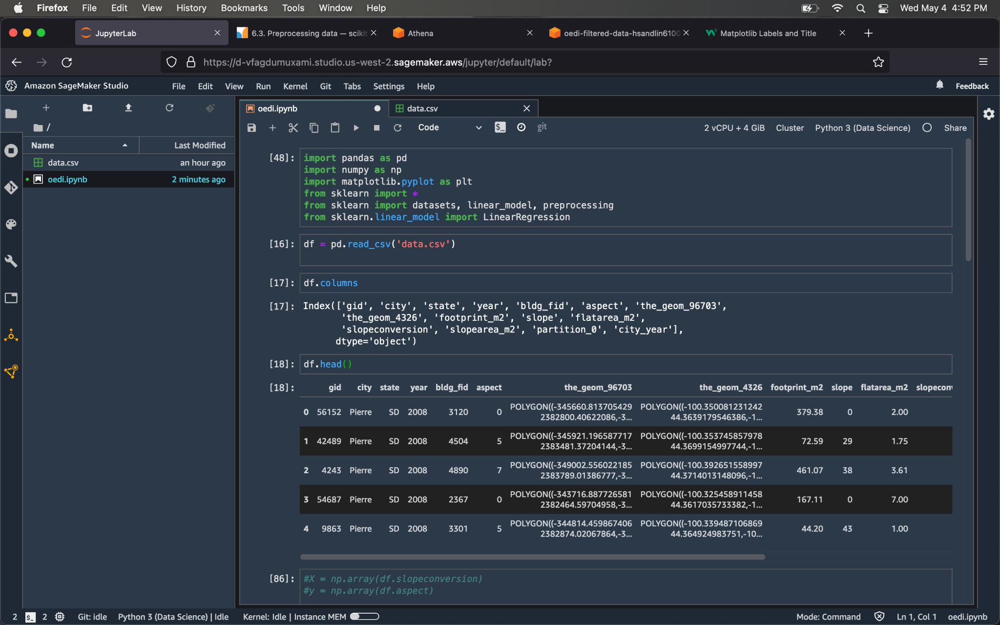 Firefox File Edit View History Bookmarks Tools Window Help Wed May 4 4:52 PM
JupyterLab 6.3. Preprocessing data — scikit Athena oedi-filtered-data-hsandlin6100 Matplotlib Labels and Title
https://d-vfagdumuxami.studio.us-west-2.sagemaker.aws/jupyter/default/lab?
Amazon SageMaker Studio File Edit View Run Kernel Git Tabs Settings Help Feedback
oedi.ipynb data.csv
/
Code $_ git 2 vCPU + 4 GiB Cluster Python 3 (Data Science) Share
Name Last Modified
data.csv an hour ago
oedi.ipynb 2 minutes ago
[48]: import pandas as pd
import numpy as np
import matplotlib.pyplot as plt
from sklearn import *
from sklearn import datasets, linear_model, preprocessing
from sklearn.linear_model import LinearRegression
[16]: df = pd.read_csv('data.csv')
[17]: df.columns
[17]: Index(['gid', 'city', 'state', 'year', 'bldg_fid', 'aspect', 'the_geom_96703',
'the_geom_4326', 'footprint_m2', 'slope', 'flatarea_m2',
'slopeconversion', 'slopearea_m2', 'partition_0', 'city_year'],
dtype='object')
[18]: df.head()
[18]: gid city state year bldg_fid aspect the_geom_96703 the_geom_4326 footprint_m2 slope flatarea_m2 slopeconv
0 56152 Pierre SD 2008 3120 0 POLYGON((-345660.813705429 2382800.40622086,-3... POLYGON((-100.350081231242 44.3639179546386,-1... 379.38 0 2.00
1 42489 Pierre SD 2008 4504 5 POLYGON((-345921.196587717 2383481.37204144,-3... POLYGON((-100.353745857978 44.3699154997744,-1... 72.59 29 1.75
2 4243 Pierre SD 2008 4890 7 POLYGON((-349002.556022185 2383789.01386777,-3... POLYGON((-100.392651558997 44.3714013148096,-1... 461.07 38 3.61
3 54687 Pierre SD 2008 2367 0 POLYGON((-343716.887726581 2382464.59704958,-3... POLYGON((-100.325458911458 44.3617035733382,-1... 167.11 0 7.00
4 9863 Pierre SD 2008 3301 5 POLYGON((-344814.459867406 2382874.02067864,-3... POLYGON((-100.339487106869 44.364924983751,-10... 44.20 43 1.00
[86]: #X = np.array(df.slopeconversion)
#y = np.array(df.aspect)
2 $_ 2 Git: idle Python 3 (Data Science) | Idle Kernel: Idle | Instance MEM Mode: Command Ln 1, Col 1 oedi.ipynb